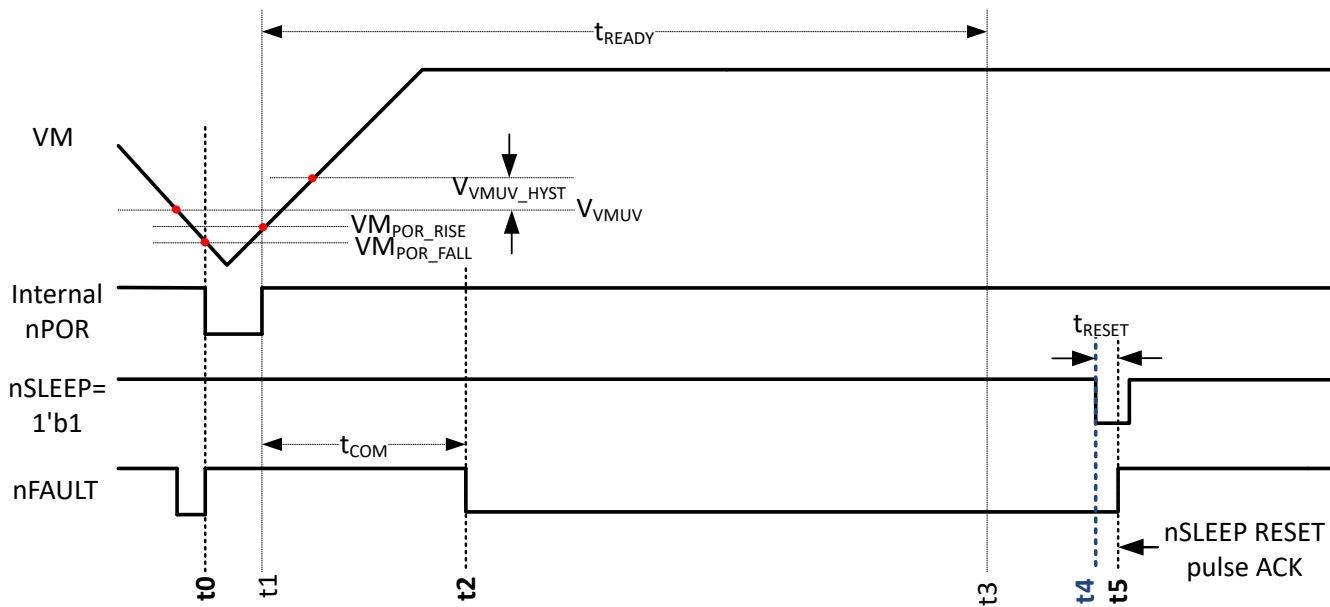 tREADY
VM
VVMUV_HYST
VVMUV
VMPOR_RISE
VMPOR_FALL
Internal
nPOR
tRESET
nSLEEP=
1'b1
tCOM
nFAULT
nSLEEP RESET
pulse ACK
t0
t1
t2
t3
t4
t5